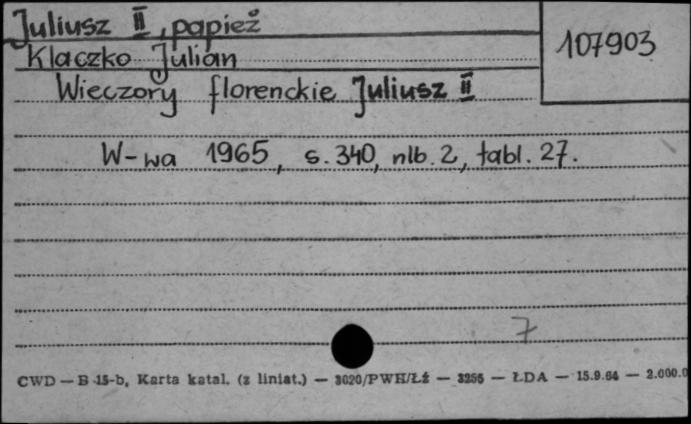 Juliusz II, papież
107903
Klaczko Julian
Wieczory florenckie Juliusz II
W-wa 1965, s. 340, nlb. 2, tabl. 27.
7
CWD — B 15-b, Karta katal. (z liniat.) — 3020/PWH/Łź — 3256 — ŁDA — 15.9.64 — 2.000.0